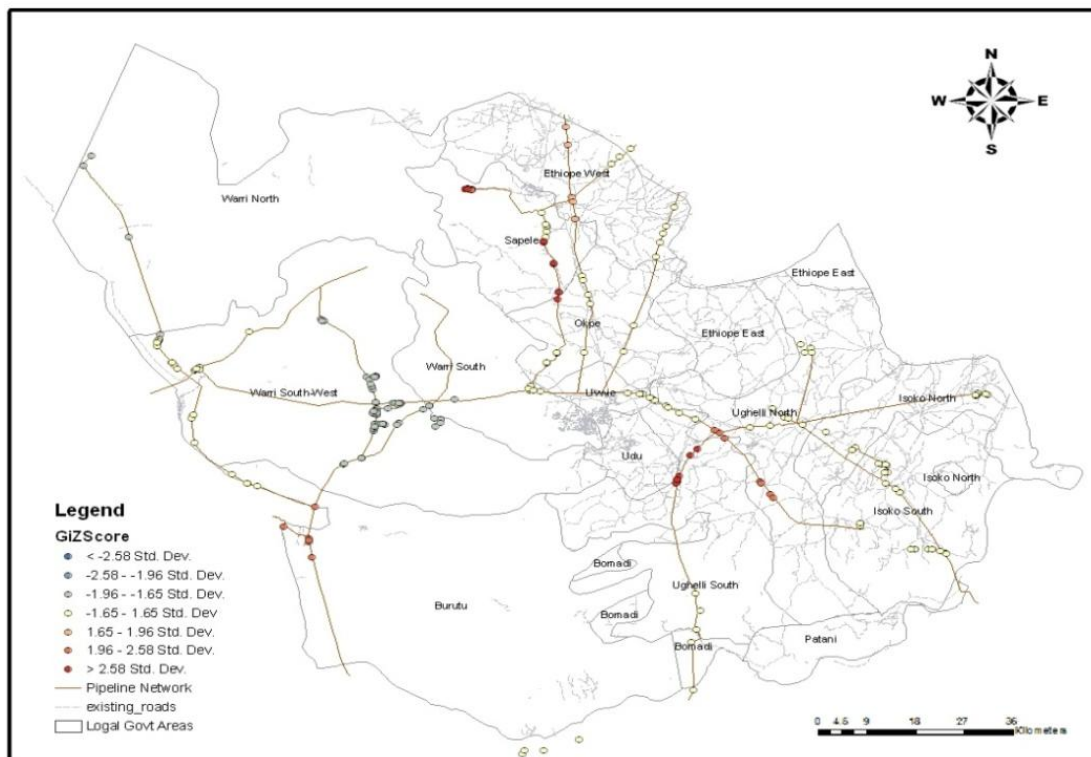 N
W E
S
Ethiope West
Warri North
Sapele
Ethiope East
Okpe
Ethiope East
Warri South
Warri South-West
Uvwie
Isoko North
Ughelli North
Udu
Isoko North
Isoko South
Bomadi
Ughelli South
Burutu
Bomadi
Patani
Bomadi
Legend
GiZScore
< -2.58 Std. Dev.
-2.58 - -1.96 Std. Dev.
-1.96 - -1.65 Std. Dev.
-1.65 - 1.65 Std. Dev
1.65 - 1.96 Std. Dev.
1.96 - 2.58 Std. Dev.
> 2.58 Std. Dev.
Pipeline Network
existing_roads
Logal Govt Areas
0 4.5 9 18 27 36
Kilometers